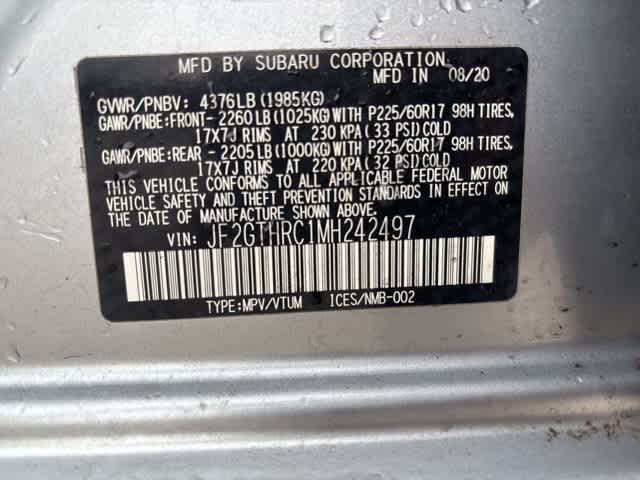 MFD BY SUBARU CORPORATION
MFD IN 08/20
GVWR/PNBV: 4376LB(1985KG)
GAWR/PNBE:FRONT- 2260LB(1025KG)WITH P225/60R17 98H TIRES,
17X7J RIMS AT 230 KPA(33 PSI)COLD
GAWR/PNBE:REAR - 2205LB(1000KG)WITH P225/60R17 98H TIRES,
17X7J RIMS AT 220 KPA(32 PSI)COLD
THIS VEHICLE CONFORMS TO ALL APPLICABLE FEDERAL MOTOR
VEHICLE SAFETY AND THEFT PREVENTION STANDARDS IN EFFECT ON
THE DATE OF MANUFACTURE SHOWN ABOVE.
VIN: JF2GTHRC1MH242497
TYPE:MPV/VTUM ICES/NMB-002